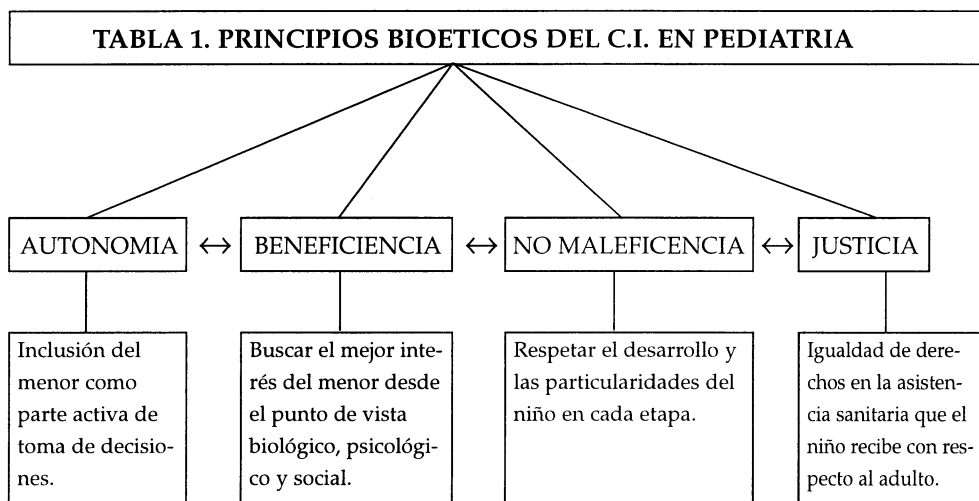 TABLA 1. PRINCIPIOS BIOETICOS DEL C.I. EN PEDIATRIA
AUTONOMIA ↔ BENEFICIENCIA ↔ NO MALEFICENCIA ↔ JUSTICIA
Inclusión del
menor como
parte activa de
toma de decisio-
nes.
Buscar el mejor inte-
rés del menor desde
el punto de vista
biológico, psicológi-
co y social.
Respetar el desarrollo y
las particularidades del
niño en cada etapa.
Igualdad de dere-
chos en la asisten-
cia sanitaria que el
niño recibe con res-
pecto al adulto.